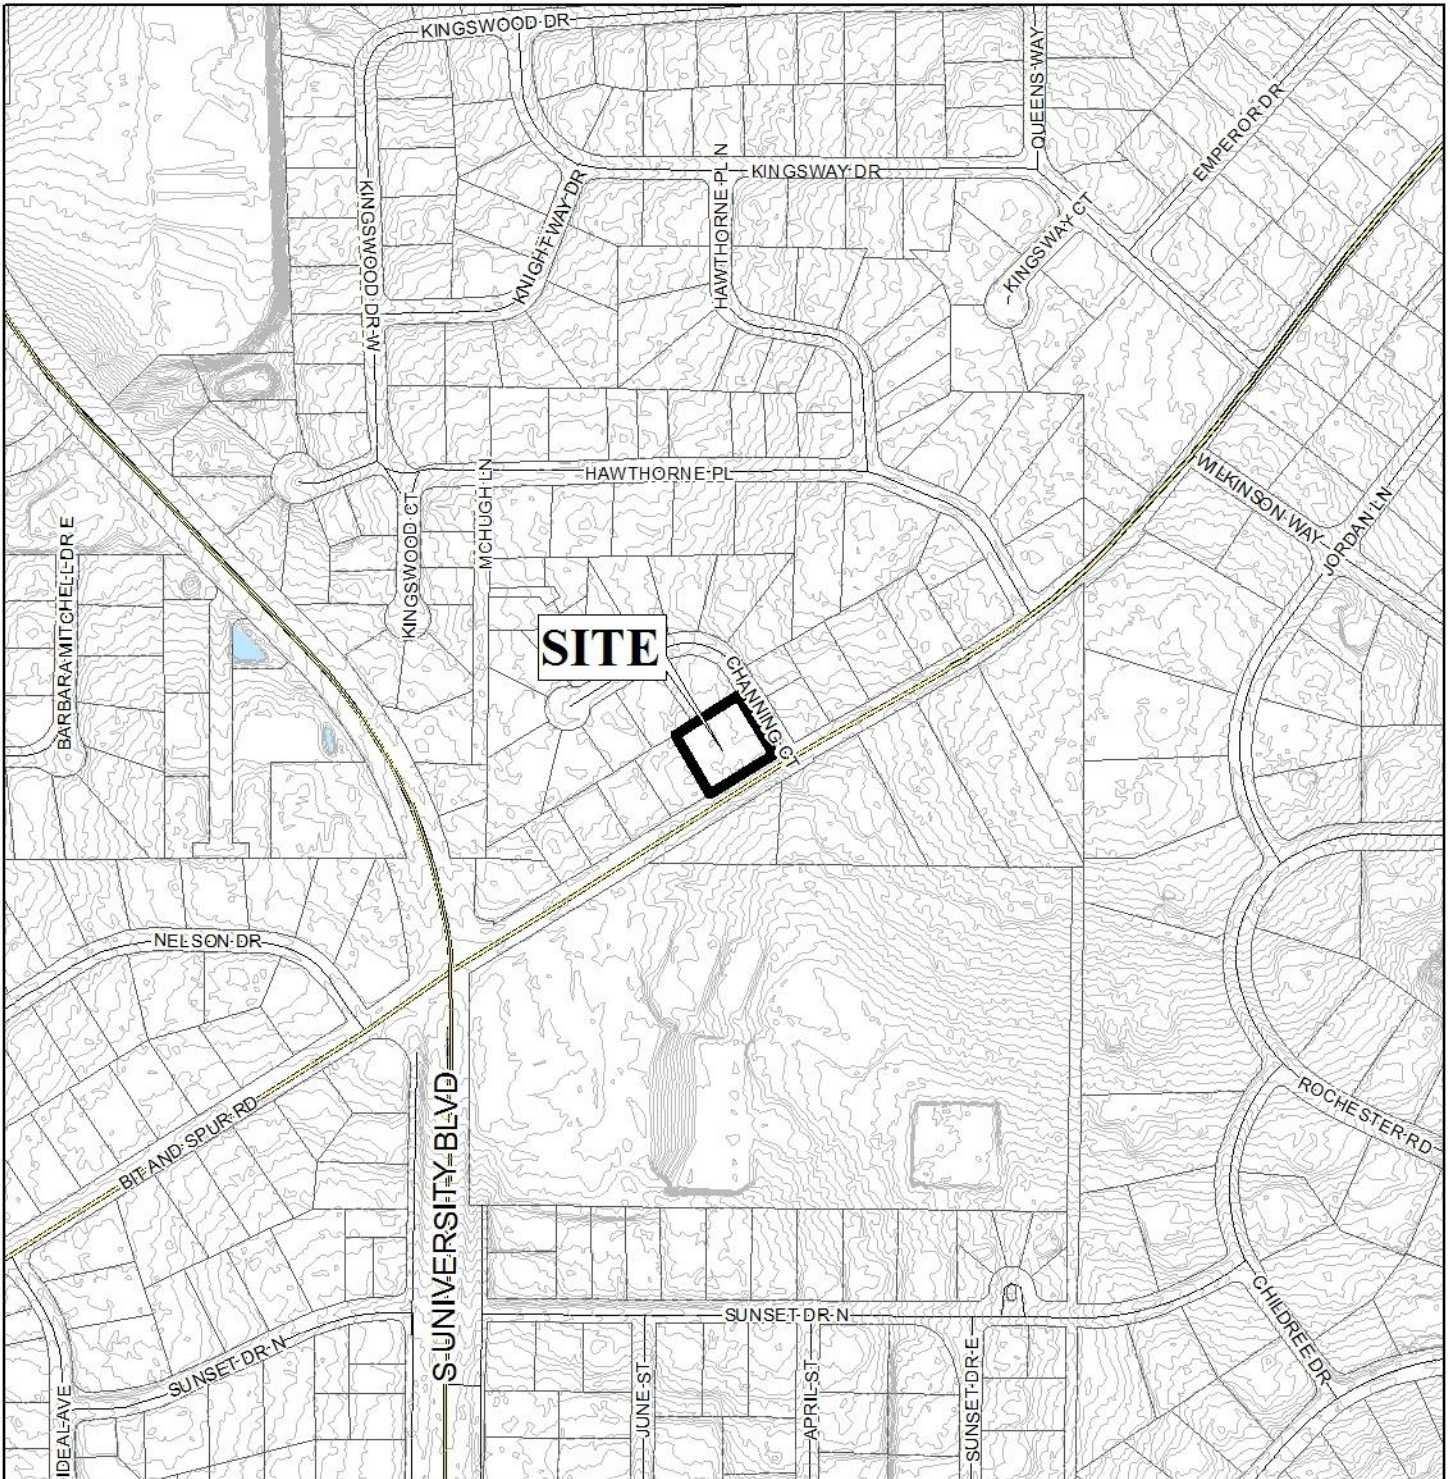 KINGSWOOD DR
QUEENS WAY
EMPEROR DR
HAWTHORNE PL N
KINGSWAY DR
KINGSWOOD DR W
KNIGHT WAY DR
KINGSWAY CT
HAWTHORNE PL
MCHUGH LN
KINGSWOOD CT
WILKINSON WAY
JORDAN LN
BARBARA MITCHELL DR E
SITE
CHANNING CT
NELSON DR
BIT AND SPUR RD
S UNIVERSITY BLVD
ROCHESTER RD
SUNSET DR N
SUNSET DR N
CHILDREE DR
IDEAL AVE
JUNE ST
APRIL ST
SUNSET DR E